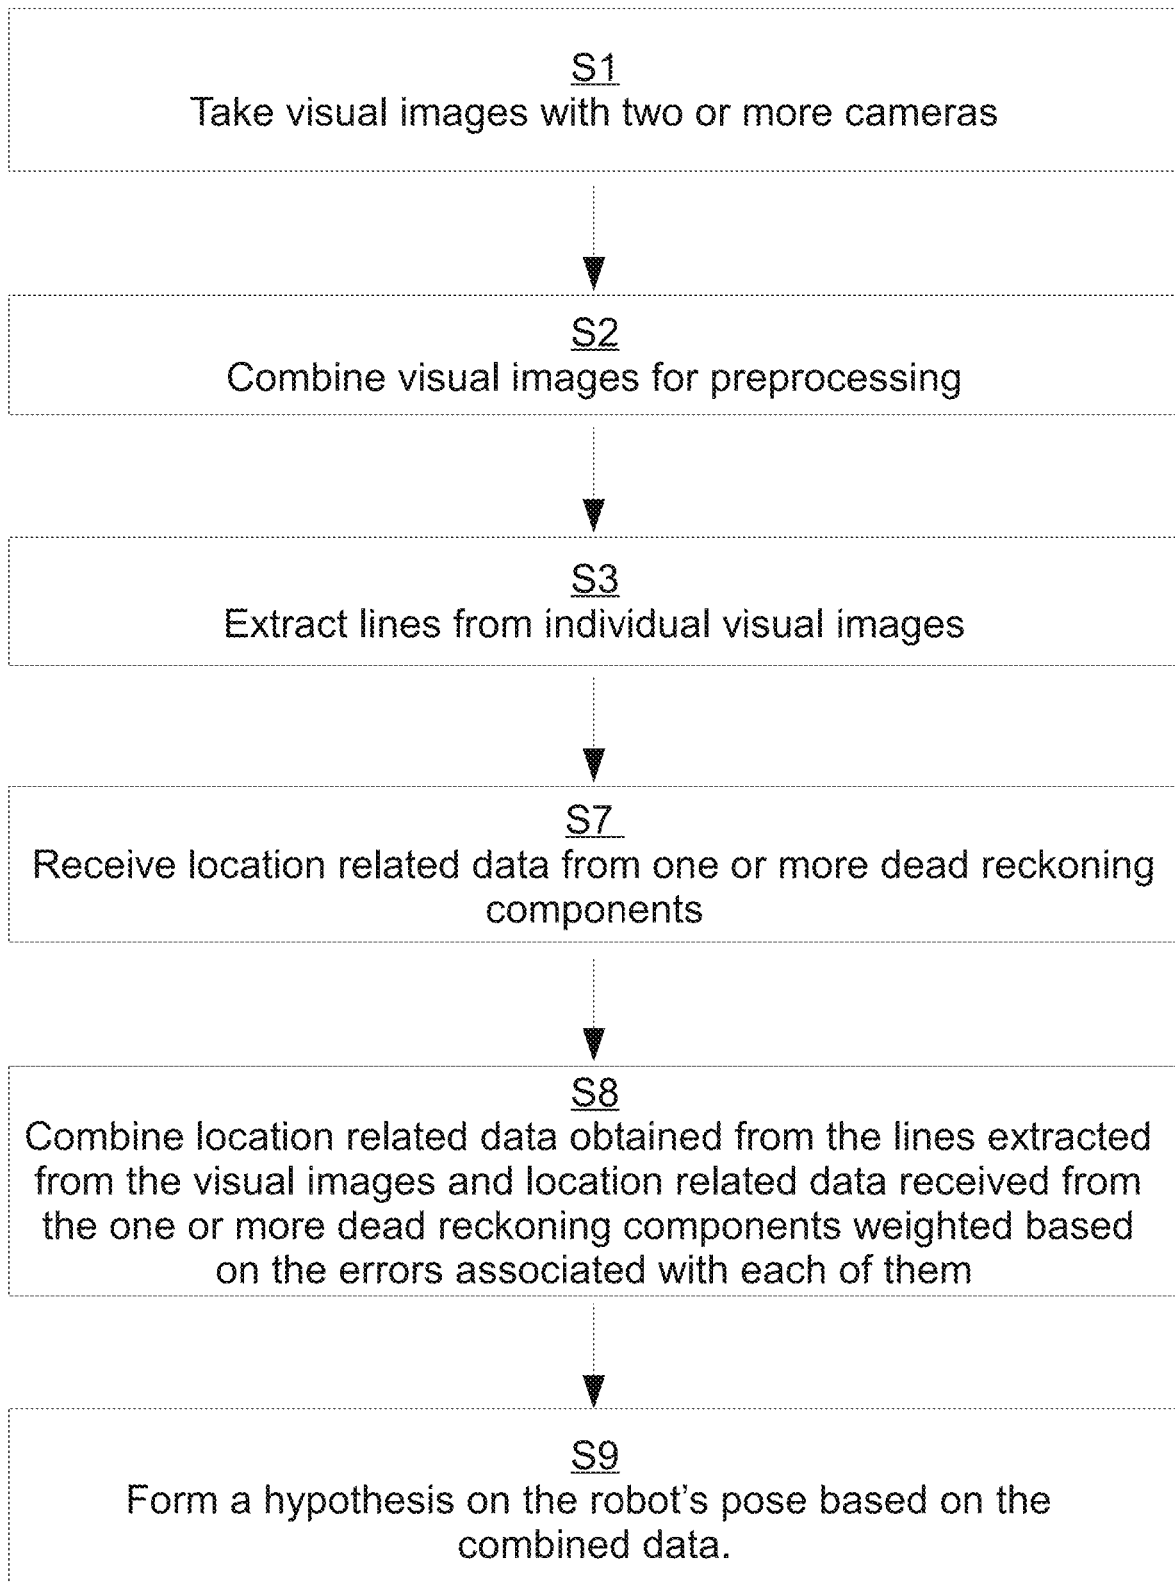 S1
Take visual images with two or more cameras
S2
Combine visual images for preprocessing
S3
Extract lines from individual visual images
S7
Receive location related data from one or more dead reckoning
components
S8
Combine location related data obtained from the lines extracted
from the visual images and location related data received from
the one or more dead reckoning components weighted based
on the errors associated with each of them
S9
Form a hypothesis on the robot's pose based on the
combined data.